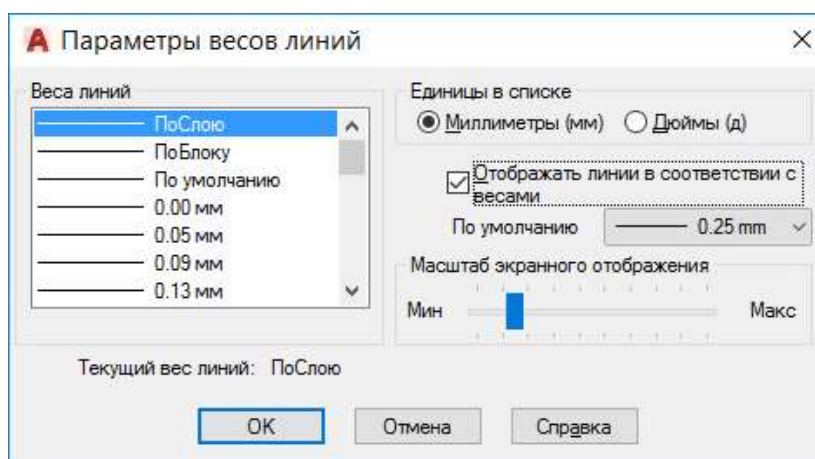 Параметры весов линий
Веса линий
ПоСлою
ПоБлоку
По умолчанию
0.00 мм
0.05 мм
0.09 мм
0.13 мм
Единицы в списке
Миллиметры (мм)
Дюймы (д)
Отображать линии в соответствии с
весами
По умолчанию
0.25 mm
Масштаб экранного отображения
Мин
Макс
Текущий вес линий: ПоСлою
OK
Отмена
Справка